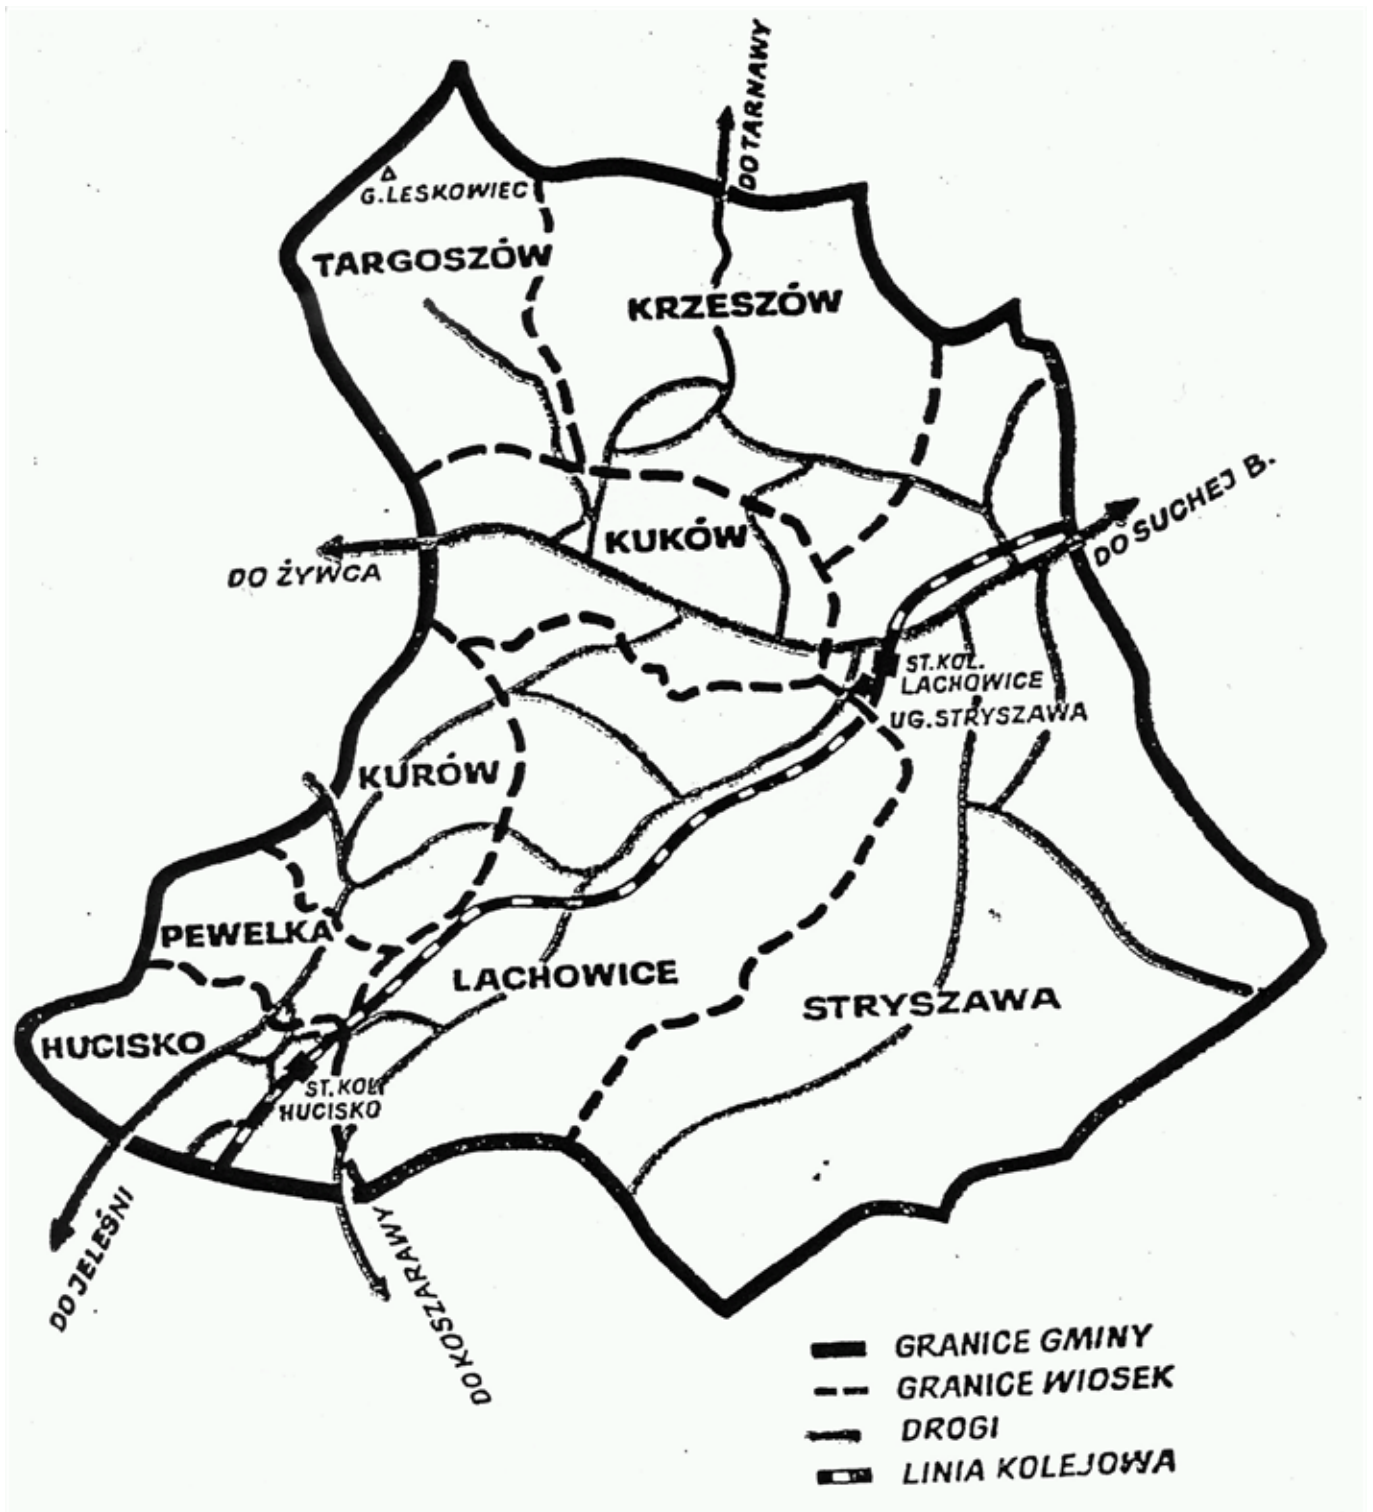 DO TARNAWY
G. LESKOWIEC
TARGOSZÓW
KRZESZÓW
DO SUCHEJ B.
KUKÓW
DO ŻYWCA
ST. KOL.
LACHOWICE
UG. STRYSZAWA
KURÓW
PEWELKA
LACHOWICE
STRYSZAWA
HUCISKO
ST. KOL.
HUCISKO
DO JELEŚNI
DO KOSZARAWY
GRANICE GMINY
GRANICE WIOSEK
DROGI
LINIA KOLEJOWA